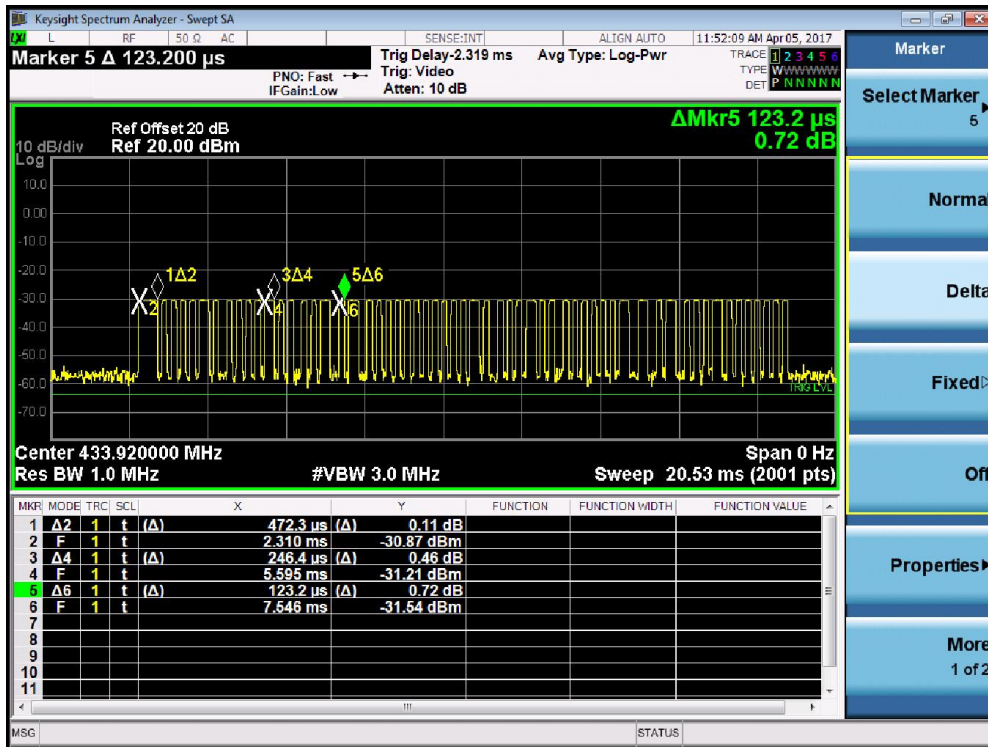 Keysight Spectrum Analyzer - Swept SA
LXI L RF 50 Ω AC SENSE:INT ALIGN AUTO 11:52:09 AM Apr 05, 2017
Marker 5 Δ 123.200 µs
PNO: Fast
IFGain:Low
Trig Delay-2.319 ms
Trig: Video
Atten: 10 dB
Avg Type: Log-Pwr
TRACE 1 2 3 4 5 6
TYPE WWWWWW
DET P N N N N N
ΔMkr5 123.2 µs
0.72 dB
Ref Offset 20 dB
10 dB/div Ref 20.00 dBm
Log
10.0
0.00
-10.0
-20.0
-30.0
-40.0
-50.0
-60.0
-70.0
1Δ2 3Δ4 5Δ6
2 4 6
TRIG LVL
Center 433.920000 MHz Span 0 Hz
Res BW 1.0 MHz #VBW 3.0 MHz Sweep 20.53 ms (2001 pts)
MKR MODE TRC SCL X Y FUNCTION FUNCTION WIDTH FUNCTION VALUE
1 Δ2 1 t (Δ) 472.3 µs (Δ) 0.11 dB
2 F 1 t 2.310 ms -30.87 dBm
3 Δ4 1 t (Δ) 246.4 µs (Δ) 0.46 dB
4 F 1 t 5.595 ms -31.21 dBm
5 Δ6 1 t (Δ) 123.2 µs (Δ) 0.72 dB
6 F 1 t 7.546 ms -31.54 dBm
7
8
9
10
11
MSG STATUS
Marker
Select Marker
5
Normal
Delta
Fixed
Off
Properties
More
1 of 2